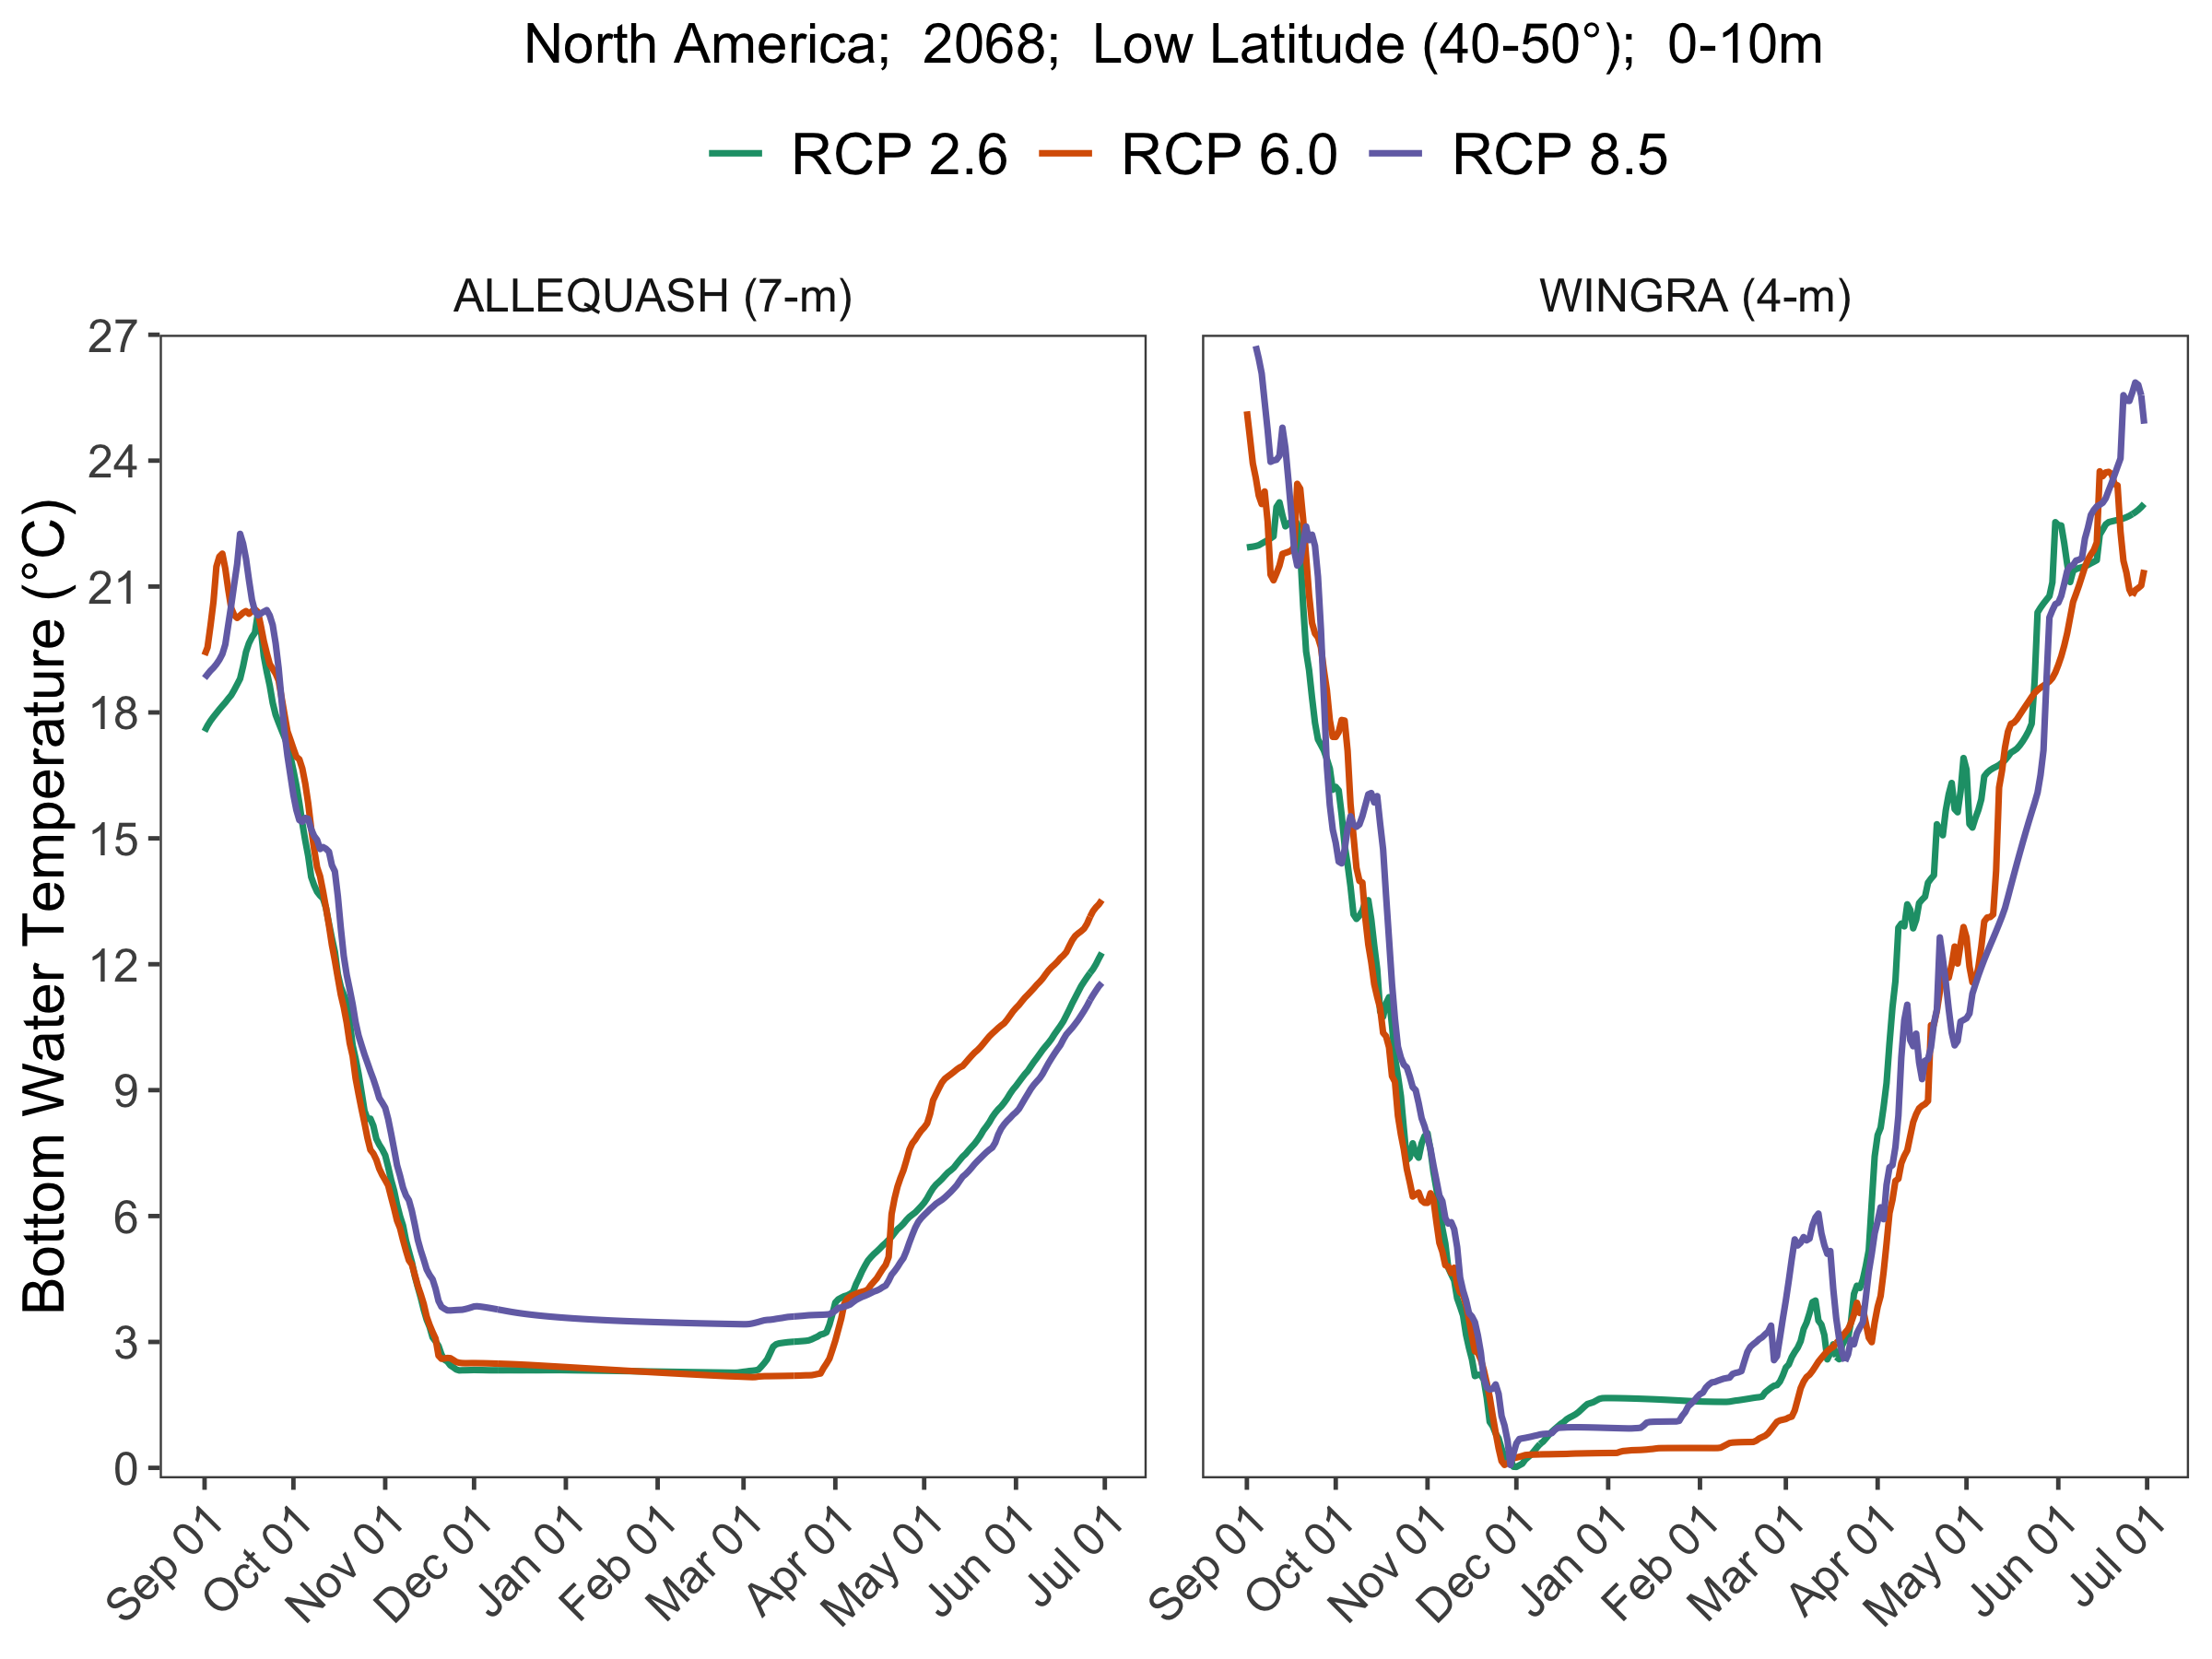 North America;  2068;  Low Latitude (40-50°);  0-10m
RCP 2.6 RCP 6.0 RCP 8.5
ALLEQUASH (7-m)
WINGRA (4-m)
Bottom Water Temperature (°C)
27
24
21
18
15
12
9
6
3
0
Sep 01 Oct 01 Nov 01 Dec 01 Jan 01 Feb 01 Mar 01 Apr 01 May 01 Jun 01 Jul 01
Sep 01 Oct 01 Nov 01 Dec 01 Jan 01 Feb 01 Mar 01 Apr 01 May 01 Jun 01 Jul 01